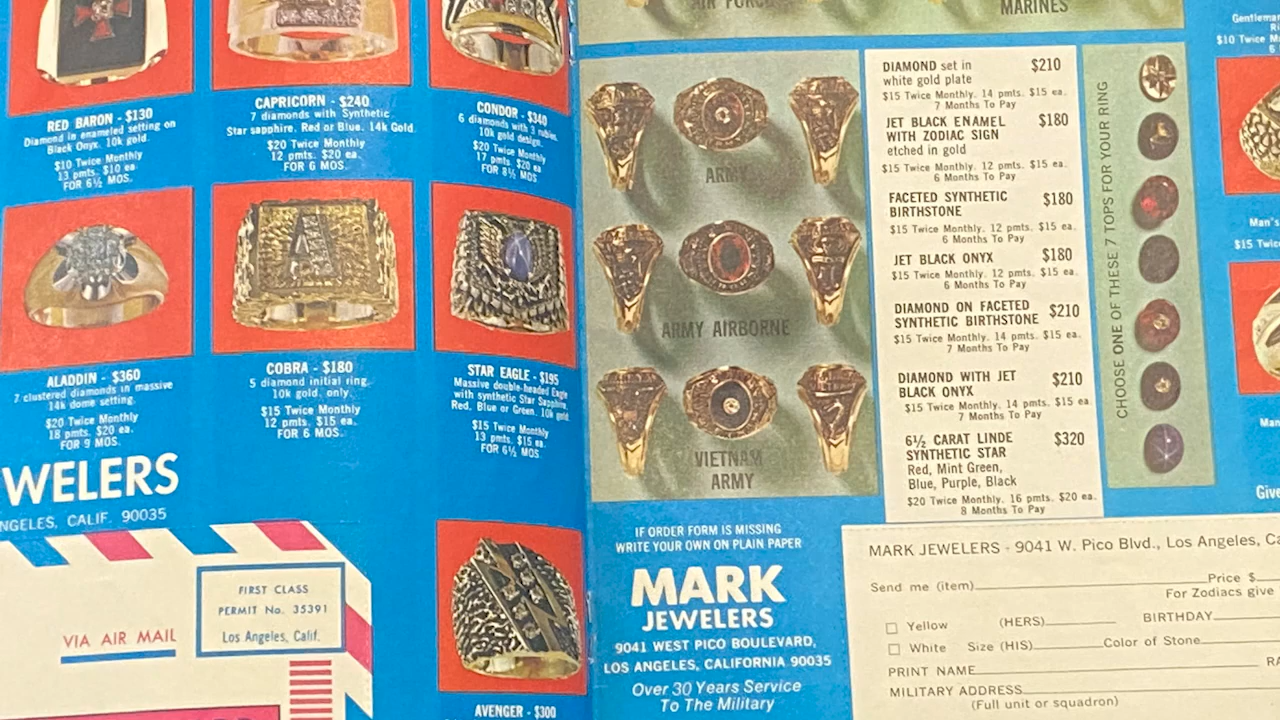 RED BARON - $130
Diamond in enameled setting on
Black Onyx. 10k gold.
$10 Twice Monthly
13 pmts. $10 ea.
FOR 6½ MOS.
CAPRICORN - $240
7 diamonds with Synthetic
Star sapphire. Red or Blue. 14k Gold.
$20 Twice Monthly
12 pmts. $20 ea.
FOR 6 MOS.
CONDOR - $340
6 diamonds with 3 rubies.
10k gold design.
$20 Twice Monthly
17 pmts. $20 ea
FOR 8½ MOS.
ALADDIN - $360
7 clustered diamonds in massive
14k dome setting.
$20 Twice Monthly
18 pmts. $20 ea.
FOR 9 MOS.
COBRA - $180
5 diamond initial ring.
10k gold. only.
$15 Twice Monthly
12 pmts. $15 ea.
FOR 6 MOS.
STAR EAGLE - $195
Massive double-headed Eagle
with synthetic Star Sapphire,
Red, Blue or Green. 10k gold
$15 Twice Monthly
13 pmts. $15 ea.
FOR 6½ MOS.
WELERS
NGELES, CALIF. 90035
FIRST CLASS
PERMIT No. 35391
Los Angeles, Calif.
VIA AIR MAIL
AVENGER - $300
AIR FORCE
MARINES
ARMY
ARMY AIRBORNE
VIETNAM
ARMY
DIAMOND set in $210
white gold plate
$15 Twice Monthly. 14 pmts. $15 ea.
7 Months To Pay
JET BLACK ENAMEL $180
WITH ZODIAC SIGN
etched in gold
$15 Twice Monthly. 12 pmts. $15 ea.
6 Months To Pay
FACETED SYNTHETIC $180
BIRTHSTONE
$15 Twice Monthly. 12 pmts. $15 ea.
6 Months To Pay
JET BLACK ONYX $180
$15 Twice Monthly. 12 pmts. $15 ea.
6 Months To Pay
DIAMOND ON FACETED $210
SYNTHETIC BIRTHSTONE
$15 Twice Monthly. 14 pmts. $15 ea.
7 Months To Pay
DIAMOND WITH JET $210
BLACK ONYX
$15 Twice Monthly. 14 pmts. $15 ea.
7 Months To Pay
6½ CARAT LINDE $320
SYNTHETIC STAR
Red, Mint Green,
Blue, Purple, Black
$20 Twice Monthly. 16 pmts. $20 ea.
8 Months To Pay
CHOOSE ONE OF THESE 7 TOPS FOR YOUR RING
Gentleman
Ri
$10 Twice M
6
Man's
$15 Twic
Man
Give
IF ORDER FORM IS MISSING
WRITE YOUR OWN ON PLAIN PAPER
MARK
JEWELERS
9041 WEST PICO BOULEVARD,
LOS ANGELES, CALIFORNIA 90035
Over 30 Years Service
To The Military
MARK JEWELERS - 9041 W. Pico Blvd., Los Angeles, Ca
Send me (item) Price $
For Zodiacs give
Yellow (HERS) BIRTHDAY
White Size (HIS) Color of Stone
PRINT NAME RA
MILITARY ADDRESS
(Full unit or squadron)